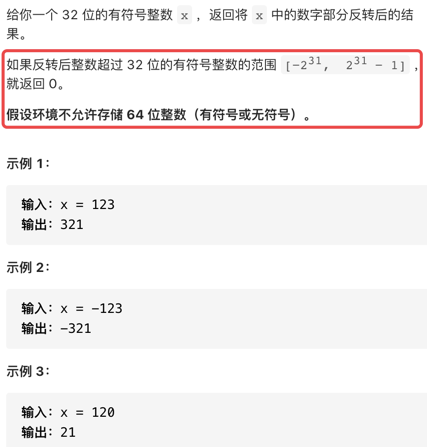 给你一个 32 位的有符号整数 x ，返回将 x 中的数字部分反转后的结
果。
如果反转后整数超过 32 位的有符号整数的范围 [−2³¹,  2³¹ − 1] ，
就返回 0。
假设环境不允许存储 64 位整数（有符号或无符号）。
示例 1：
输入：x = 123
输出：321
示例 2：
输入：x = -123
输出：-321
示例 3：
输入：x = 120
输出：21